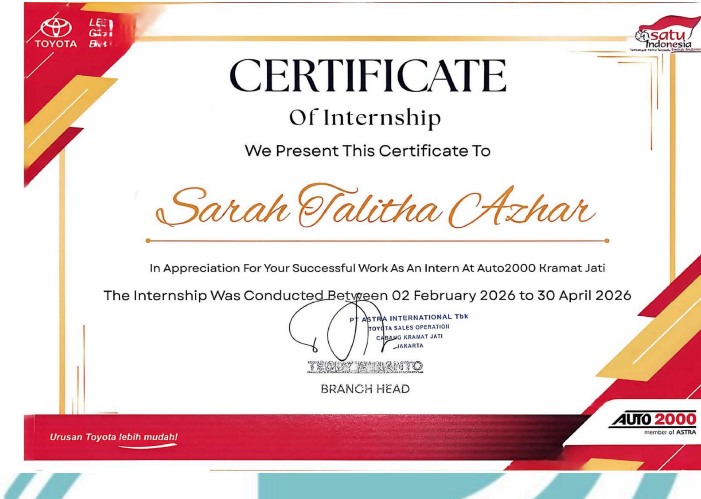 TOYOTA
satu
Indonesia
CERTIFICATE
Of Internship
We Present This Certificate To
Sarah Talitha Azhar
In Appreciation For Your Successful Work As An Intern At Auto2000 Kramat Jati
The Internship Was Conducted Between 02 February 2026 to 30 April 2026
PT ASTRA INTERNATIONAL Tbk
TOYOTA SALES OPERATION
CABANG KRAMAT JATI
JAKARTA
BRANCH HEAD
Urusan Toyota lebih mudah!
AUTO 2000
member of ASTRA